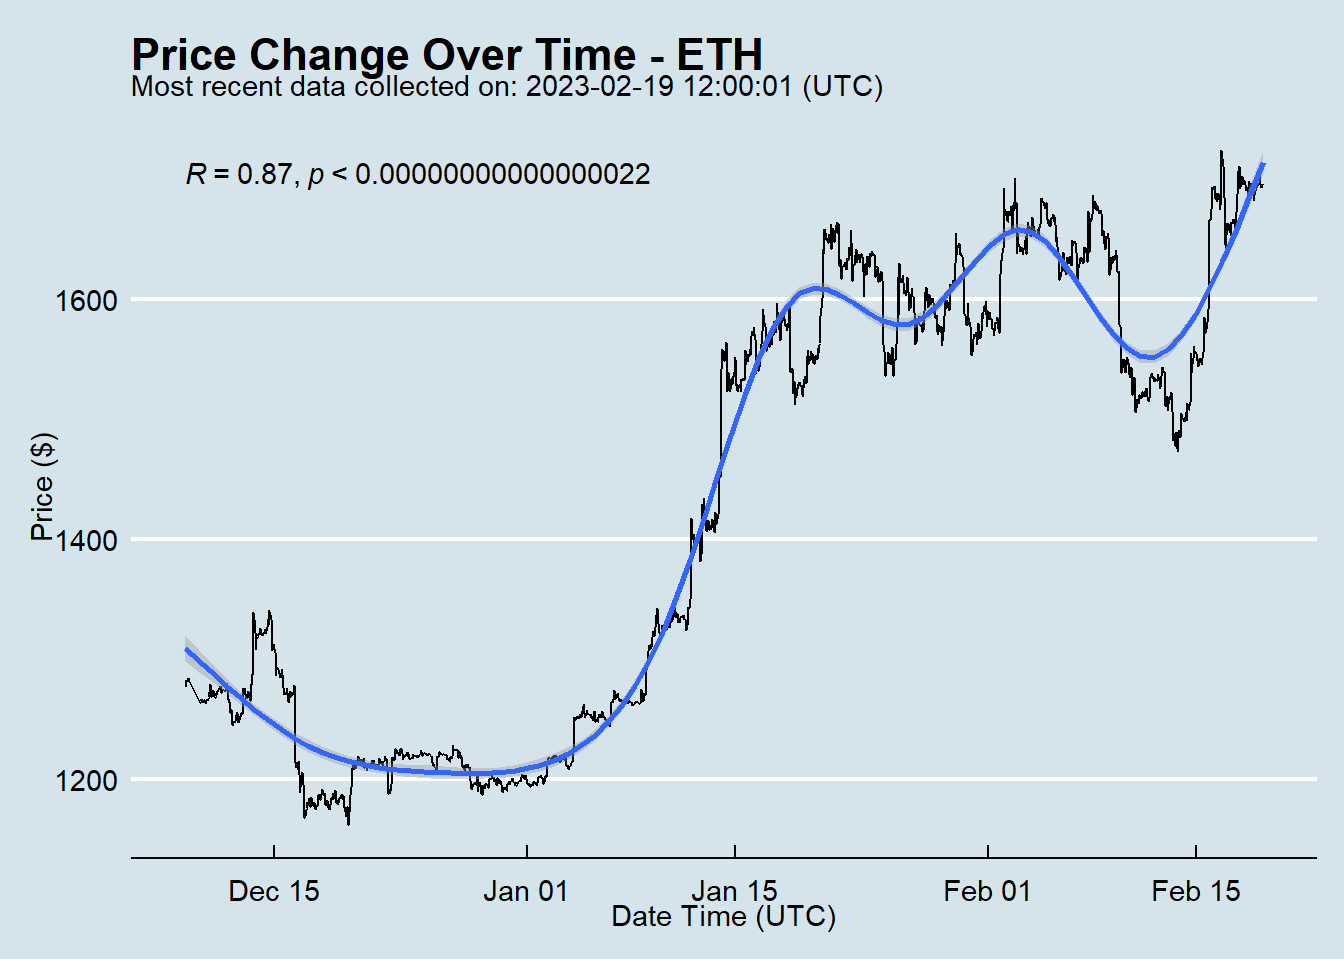 Price Change Over Time - ETH
Most recent data collected on: 2023-02-19 12:00:01 (UTC)
R = 0.87, p < 0.00000000000000022
1600
1400
1200
Price ($)
Dec 15
Jan 01
Jan 15
Feb 01
Feb 15
Date Time (UTC)